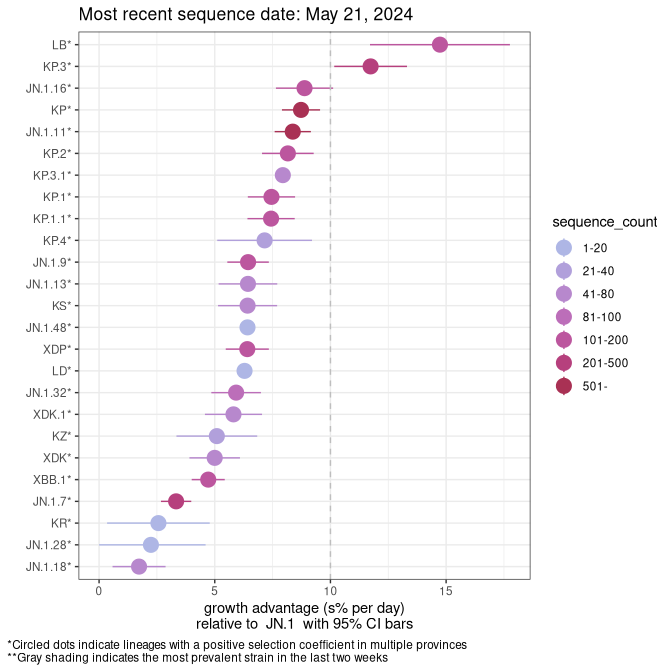 Most recent sequence date: May 21, 2024
LB*
KP.3*
JN.1.16*
KP*
JN.1.11*
KP.2*
KP.3.1*
KP.1*
KP.1.1*
KP.4*
JN.1.9*
JN.1.13*
KS*
JN.1.48*
XDP*
LD*
JN.1.32*
XDK.1*
KZ*
XDK*
XBB.1*
JN.1.7*
KR*
JN.1.28*
JN.1.18*
0 5 10 15
growth advantage (s% per day)
relative to JN.1 with 95% CI bars
sequence_count
1-20
21-40
41-80
81-100
101-200
201-500
501-
*Circled dots indicate lineages with a positive selection coefficient in multiple provinces
**Gray shading indicates the most prevalent strain in the last two weeks